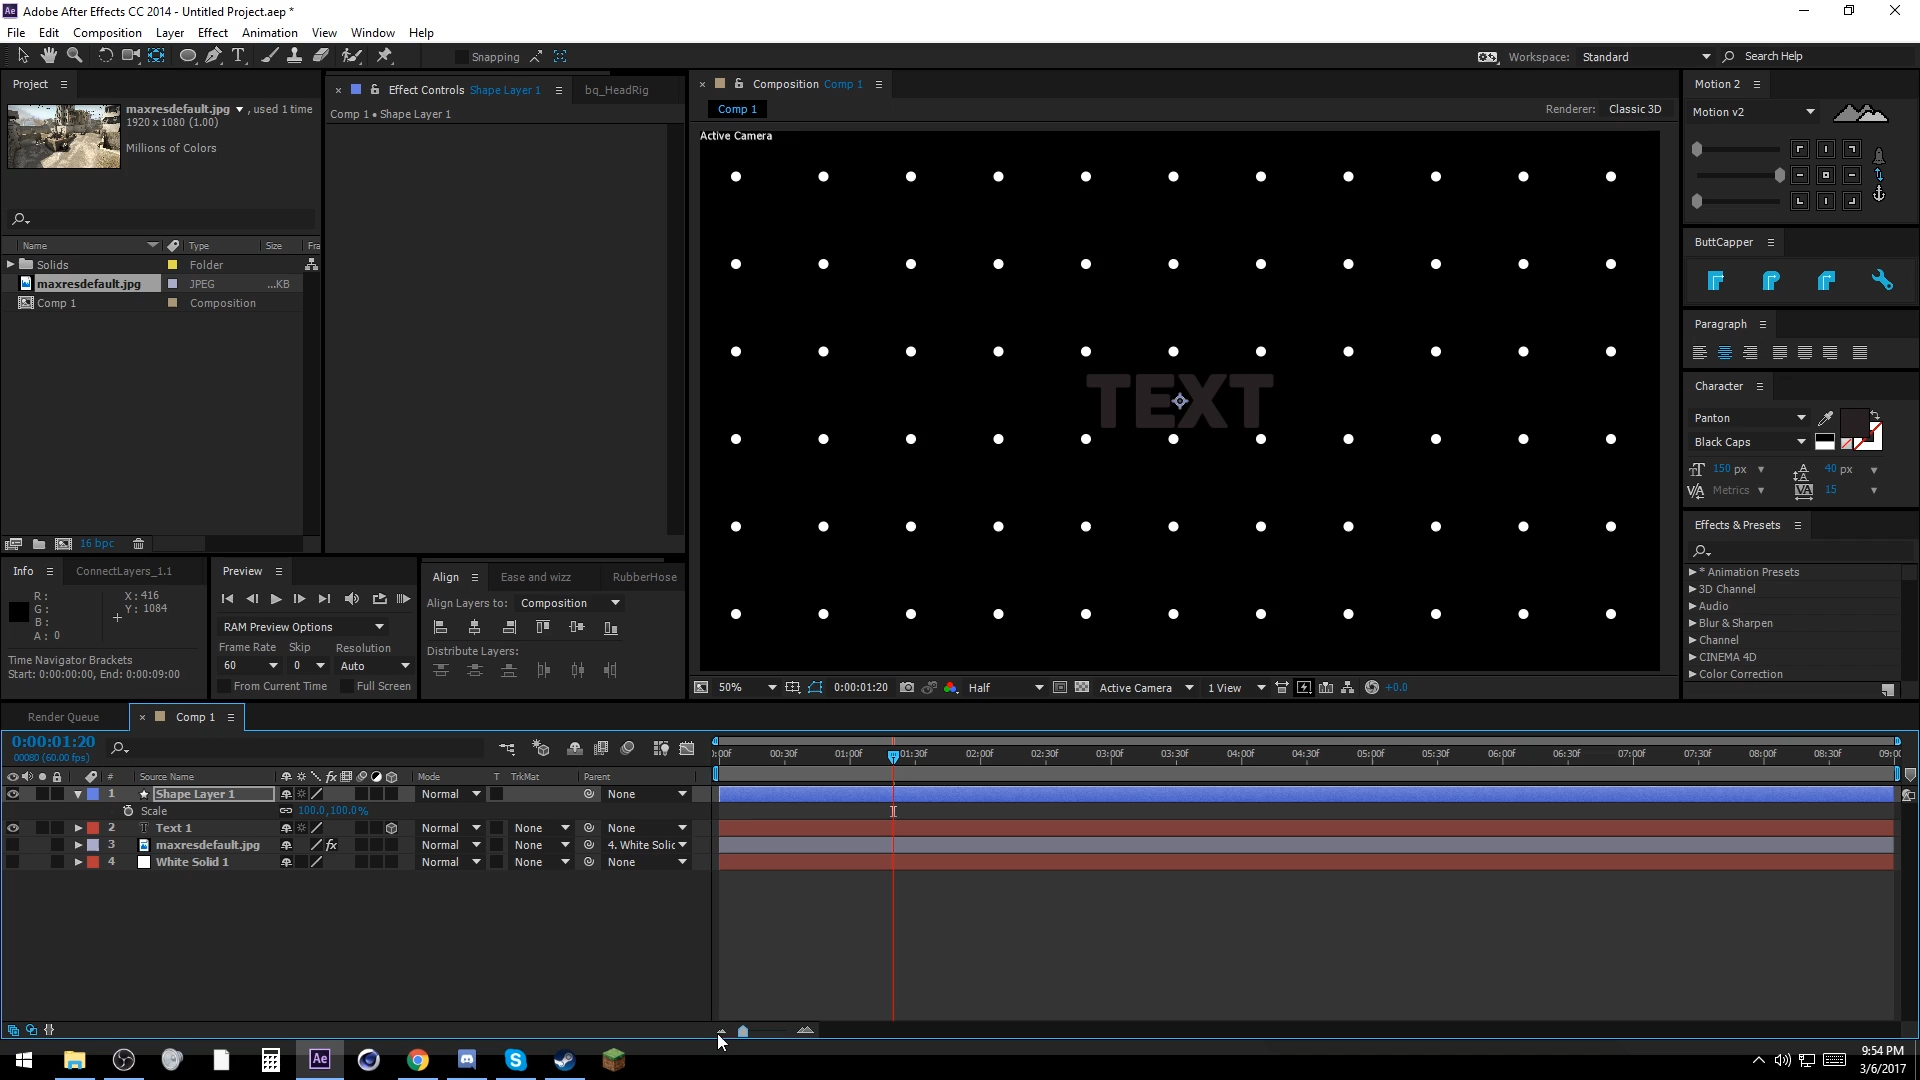 Adobe After Effects CC 2014 - Untitled Project.aep *
File Edit Composition Layer Effect Animation View Window Help
Snapping
Workspace: Standard
Search Help
Project
maxresdefault.jpg , used 1 time
1920 x 1080 (1.00)
Millions of Colors
Name Type Size Fra
Solids Folder
maxresdefault.jpg JPEG ...KB
Comp 1 Composition
16 bpc
Effect Controls Shape Layer 1
bq_HeadRig
Comp 1 • Shape Layer 1
Composition Comp 1
Comp 1
Renderer: Classic 3D
Active Camera
TEXT
50% 0:00:01:20 Half Active Camera 1 View +0.0
Motion 2
Motion v2
ButtCapper
Paragraph
Character
Panton
Black Caps
150 px 40 px
Metrics 15
Effects & Presets
* Animation Presets
3D Channel
Audio
Blur & Sharpen
Channel
CINEMA 4D
Color Correction
Info ConnectLayers_1.1
R:
G:
B:
A: 0
X: 416
Y: 1084
Time Navigator Brackets
Start: 0:00:00:00, End: 0:00:09:00
Preview
RAM Preview Options
Frame Rate Skip Resolution
60 0 Auto
From Current Time Full Screen
Align Ease and wizz RubberHose
Align Layers to: Composition
Distribute Layers:
Render Queue Comp 1
0:00:01:20
00080 (60.00 fps)
:00f 00:30f 01:00f 01:30f 02:00f 02:30f 03:00f 03:30f 04:00f 04:30f 05:00f 05:30f 06:00f 06:30f 07:00f 07:30f 08:00f 08:30f 09:00
# Source Name Mode T TrkMat Parent
1 Shape Layer 1 Normal None
Scale 100.0,100.0%
2 Text 1 Normal None None
3 maxresdefault.jpg Normal None 4. White Solid
4 White Solid 1 Normal None None
9:54 PM
3/6/2017